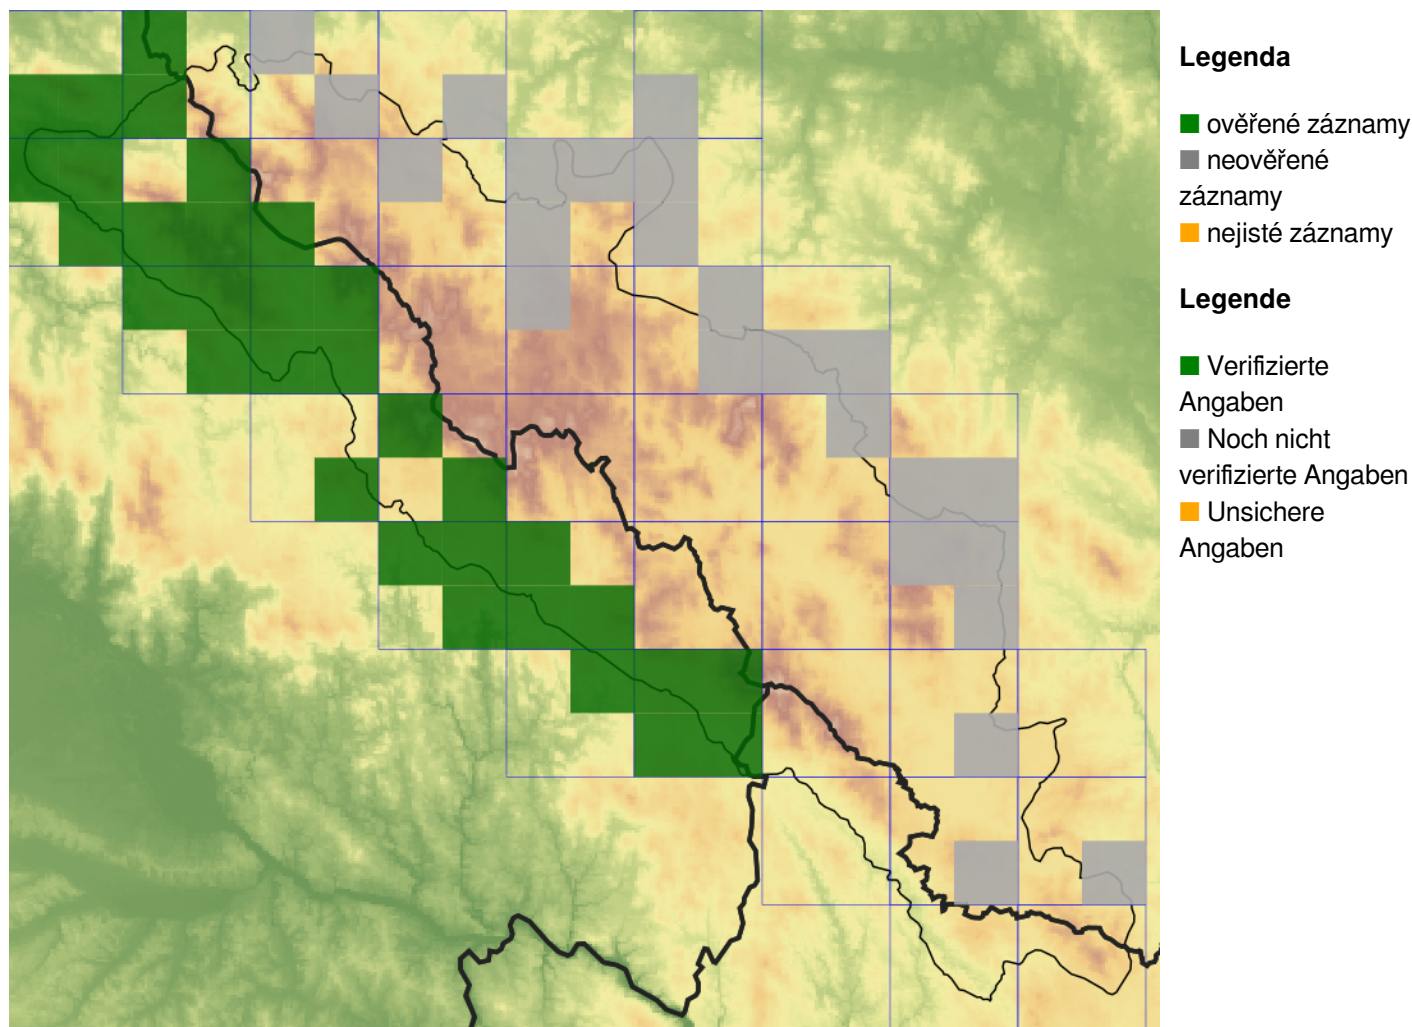 Legenda
ověřené záznamy
neověřené
záznamy
nejisté záznamy
Legende
Verifizierte
Angaben
Noch nicht
verifizierte Angaben
Unsichere
Angaben